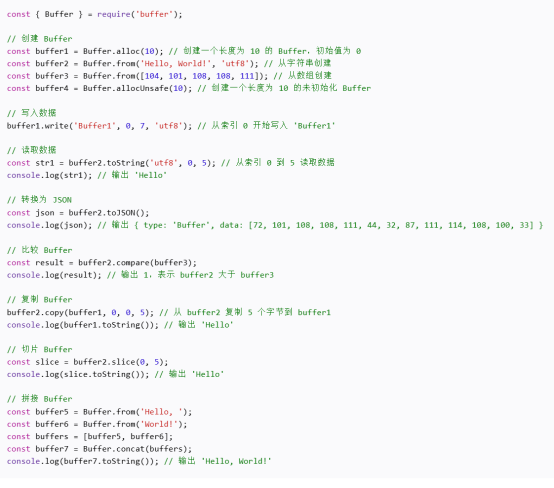 const { Buffer } = require('buffer');
// 创建 Buffer
const buffer1 = Buffer.alloc(10); // 创建一个长度为 10 的 Buffer，初始值为 0
const buffer2 = Buffer.from('Hello, World!', 'utf8'); // 从字符串创建
const buffer3 = Buffer.from([104, 101, 108, 108, 111]); // 从数组创建
const buffer4 = Buffer.allocUnsafe(10); // 创建一个长度为 10 的未初始化 Buffer
// 写入数据
buffer1.write('Buffer1', 0, 7, 'utf8'); // 从索引 0 开始写入 'Buffer1'
// 读取数据
const str1 = buffer2.toString('utf8', 0, 5); // 从索引 0 到 5 读取数据
console.log(str1); // 输出 'Hello'
// 转换为 JSON
const json = buffer2.toJSON();
console.log(json); // 输出 { type: 'Buffer', data: [72, 101, 108, 108, 111, 44, 32, 87, 111, 114, 108, 100, 33] }
// 比较 Buffer
const result = buffer2.compare(buffer3);
console.log(result); // 输出 1，表示 buffer2 大于 buffer3
// 复制 Buffer
buffer2.copy(buffer1, 0, 0, 5); // 从 buffer2 复制 5 个字节到 buffer1
console.log(buffer1.toString()); // 输出 'Hello'
// 切片 Buffer
const slice = buffer2.slice(0, 5);
console.log(slice.toString()); // 输出 'Hello'
// 拼接 Buffer
const buffer5 = Buffer.from('Hello, ');
const buffer6 = Buffer.from('World!');
const buffers = [buffer5, buffer6];
const buffer7 = Buffer.concat(buffers);
console.log(buffer7.toString()); // 输出 'Hello, World!'